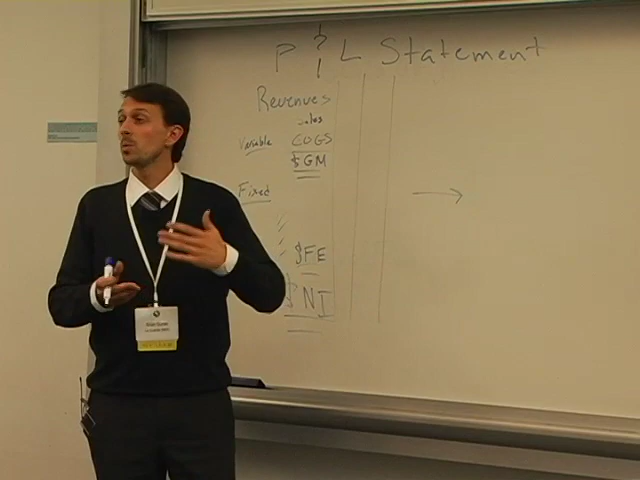 P & L Statement
Revenues
sales
Variable COGS
$GM
Fixed
$FE
$NI